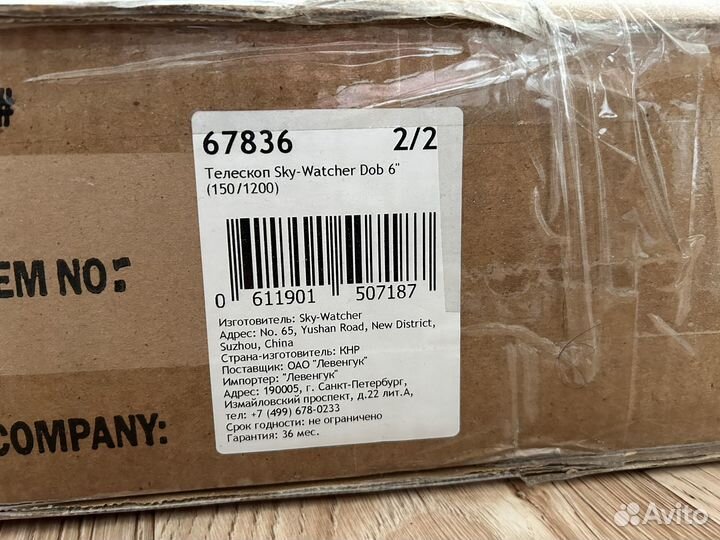 #
67836 2/2
Телескоп Sky-Watcher Dob 6"
(150/1200)
EM NO:
0 611901 507187
Изготовитель: Sky-Watcher
Адрес: No. 65, Yushan Road, New District,
Suzhou, China
Страна-изготовитель: КНР
Поставщик: ОАО "Левенгук"
Импортер: "Левенгук"
Адрес: 190005, г. Санкт-Петербург,
Измайловский проспект, д.22 лит.А,
тел: +7 (499) 678-0233
Срок годности: не ограничено
Гарантия: 36 мес.
COMPANY:
Avito